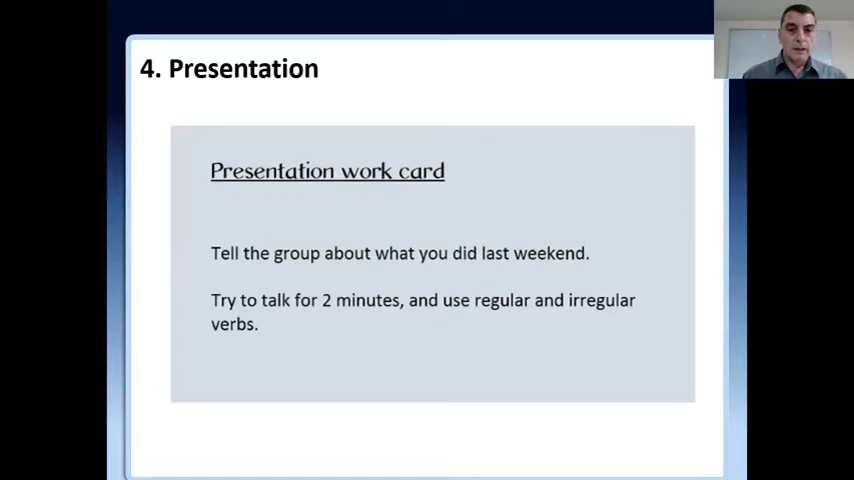 4. Presentation
Presentation work card
Tell the group about what you did last weekend.
Try to talk for 2 minutes, and use regular and irregular
verbs.